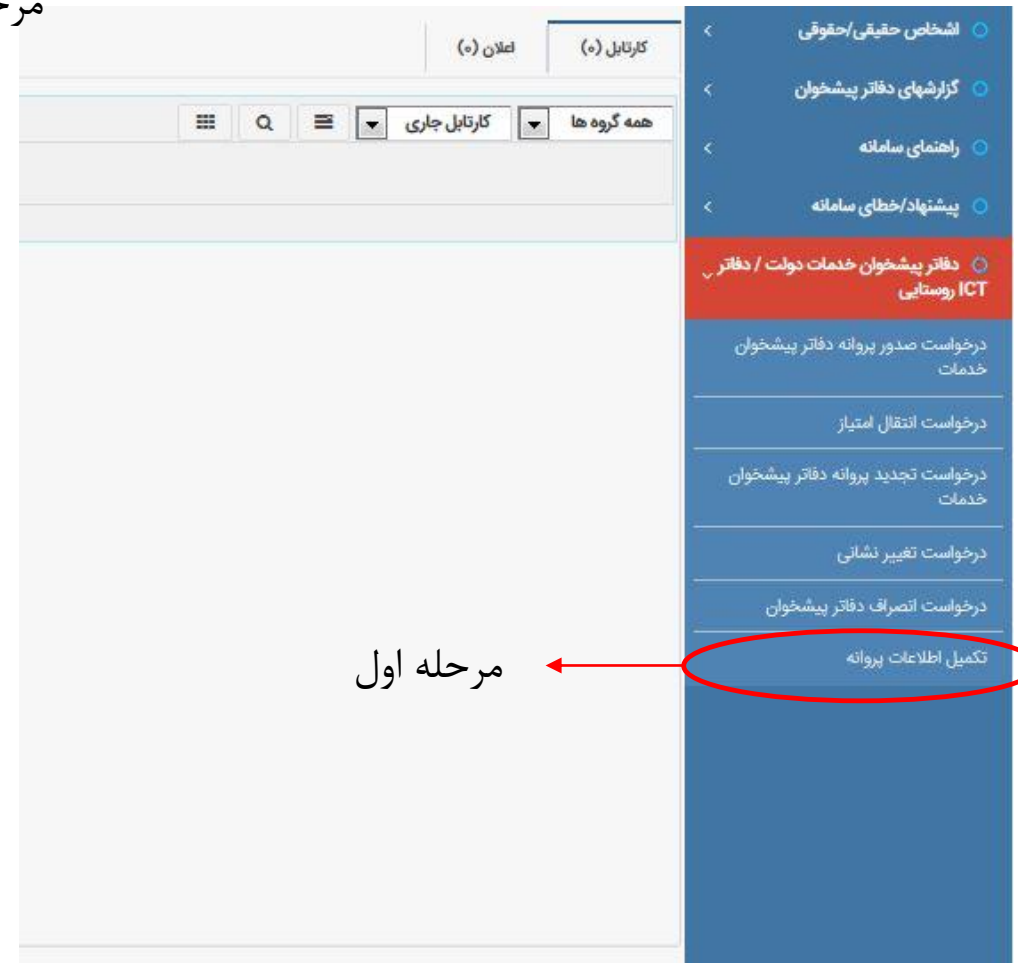 اشخاص حقیقی/حقوقی
گزارشهای دفاتر پیشخوان
راهنمای سامانه
پیشنهاد/خطای سامانه
دفاتر پیشخوان خدمات دولت / دفاتر
ICT روستایی
درخواست صدور پروانه دفاتر پیشخوان
خدمات
درخواست انتقال امتیاز
درخواست تجدید پروانه دفاتر پیشخوان
خدمات
درخواست تغییر نشانی
درخواست انصراف دفاتر پیشخوان
تکمیل اطلاعات پروانه
کارتابل (۰) اعلان (۰)
همه گروه ها کارتابل جاری
مرحله اول